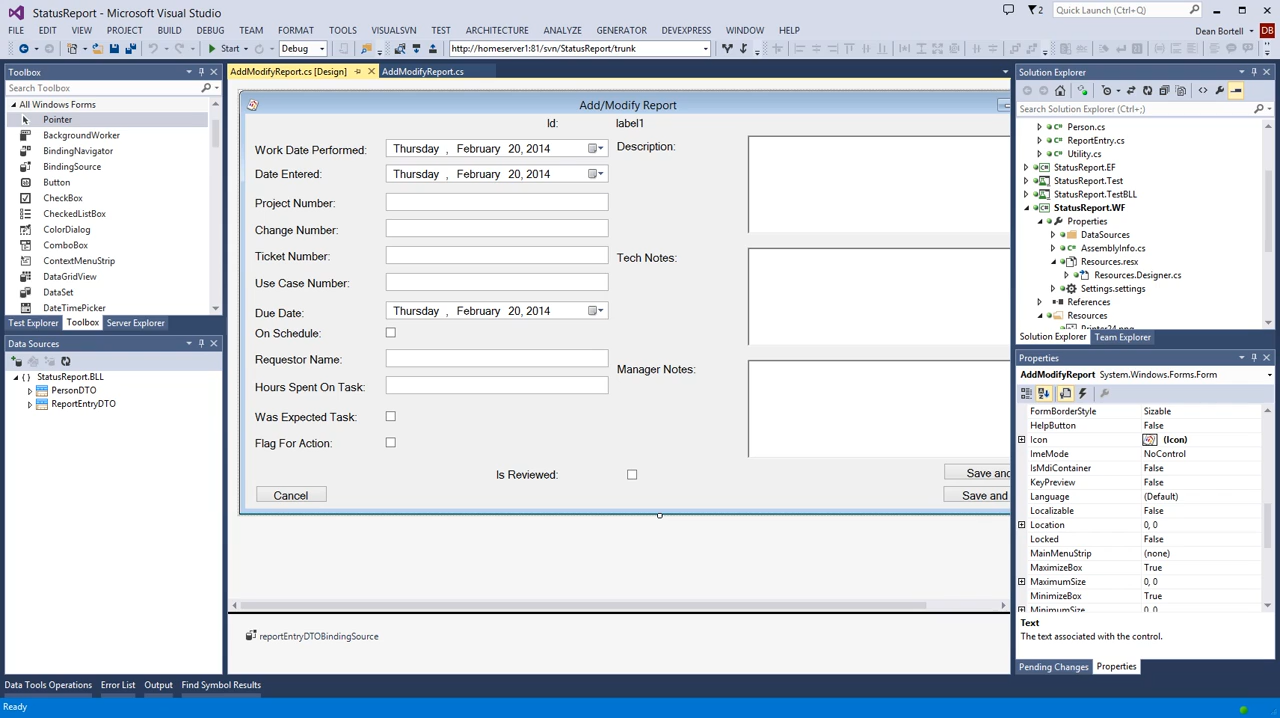 StatusReport - Microsoft Visual Studio
2
Quick Launch (Ctrl+Q)
FILE EDIT VIEW PROJECT BUILD DEBUG TEAM FORMAT TOOLS VISUALSVN TEST ARCHITECTURE ANALYZE GENERATOR DEVEXPRESS WINDOW HELP
Dean Bortell DB
Start Debug http://homeserver1:81/svn/StatusReport/trunk
Toolbox
Search Toolbox
All Windows Forms
Pointer
BackgroundWorker
BindingNavigator
BindingSource
Button
CheckBox
CheckedListBox
ColorDialog
ComboBox
ContextMenuStrip
DataGridView
DataSet
DateTimePicker
Test Explorer Toolbox Server Explorer
Data Sources
StatusReport.BLL
PersonDTO
ReportEntryDTO
AddModifyReport.cs [Design] AddModifyReport.cs
Add/Modify Report
Id: label1
Work Date Performed: Thursday , February 20, 2014
Description:
Date Entered: Thursday , February 20, 2014
Project Number:
Change Number:
Ticket Number:
Tech Notes:
Use Case Number:
Due Date: Thursday , February 20, 2014
On Schedule:
Requestor Name:
Manager Notes:
Hours Spent On Task:
Was Expected Task:
Flag For Action:
Is Reviewed:
Save and
Cancel
Save and
reportEntryDTOBindingSource
Solution Explorer
Search Solution Explorer (Ctrl+;)
Person.cs
ReportEntry.cs
Utility.cs
StatusReport.EF
StatusReport.Test
StatusReport.TestBLL
StatusReport.WF
Properties
DataSources
AssemblyInfo.cs
Resources.resx
Resources.Designer.cs
Settings.settings
References
Resources
Printer24.png
Solution Explorer Team Explorer
Properties
AddModifyReport System.Windows.Forms.Form
FormBorderStyle Sizable
HelpButton False
Icon (Icon)
ImeMode NoControl
IsMdiContainer False
KeyPreview False
Language (Default)
Localizable False
Location 0, 0
Locked False
MainMenuStrip (none)
MaximizeBox True
MaximumSize 0, 0
MinimizeBox True
MinimumSize 0, 0
Text
The text associated with the control.
Pending Changes Properties
Data Tools Operations Error List Output Find Symbol Results
Ready